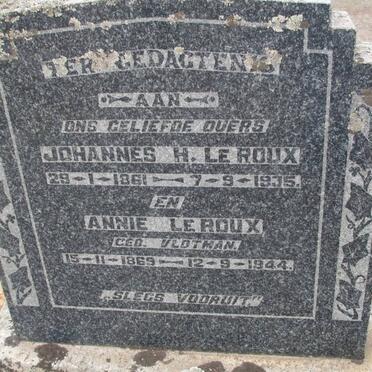 TER GEDAGTENIS
AAN
ONS GELIEFDE OUERS
JOHANNES H. LE ROUX
29-1-1861 — 7-9-1935.
EN
ANNIE LE ROUX
GEB. VLOTMAN.
15-11-1869 — 12-9-1944.
„SLEGS VOORUIT"